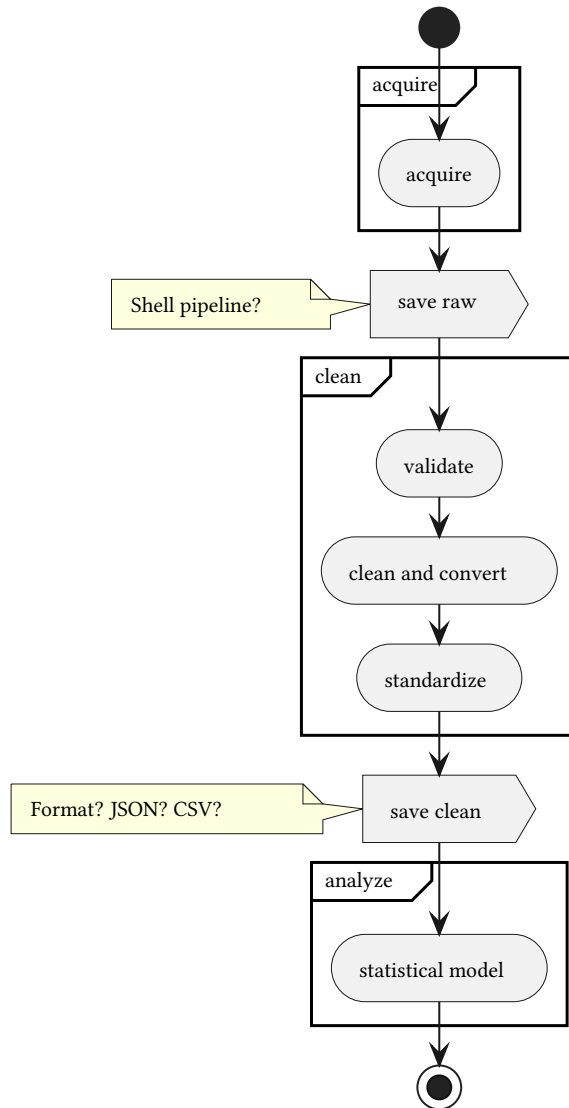 acquire
acquire
Shell pipeline?
save raw
clean
validate
clean and convert
standardize
Format? JSON? CSV?
save clean
analyze
statistical model